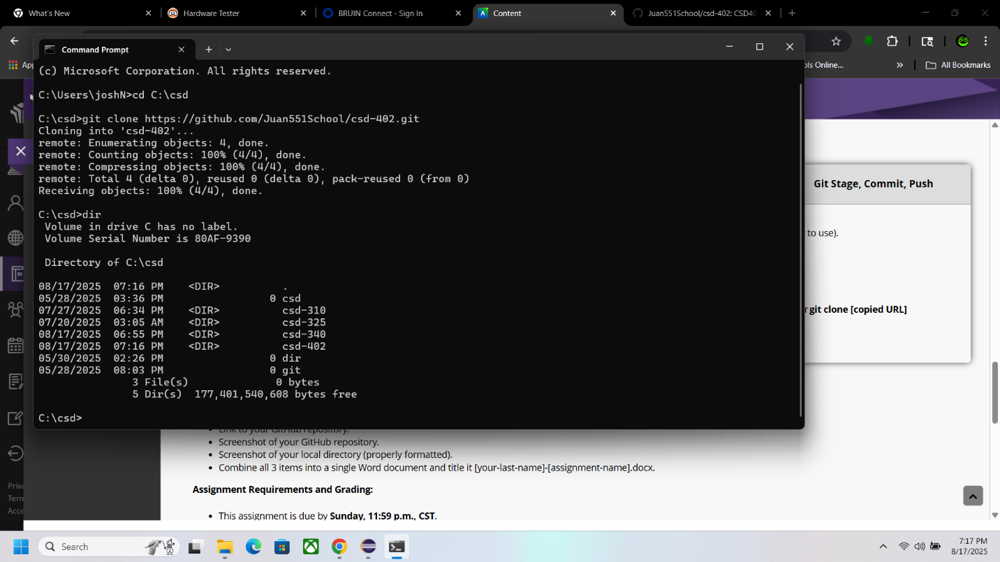 What's New
Hardware Tester
BRUIN Connect - Sign In
Content
Juan551School/csd-402: CSD40
Command Prompt
ols Online...
All Bookmarks
(c) Microsoft Corporation. All rights reserved.
C:\Users\joshN>cd C:\csd
C:\csd>git clone https://github.com/Juan551School/csd-402.git
Cloning into 'csd-402'...
remote: Enumerating objects: 4, done.
remote: Counting objects: 100% (4/4), done.
remote: Compressing objects: 100% (4/4), done.
remote: Total 4 (delta 0), reused 0 (delta 0), pack-reused 0 (from 0)
Receiving objects: 100% (4/4), done.
C:\csd>dir
Volume in drive C has no label.
Volume Serial Number is 80AF-9390
Directory of C:\csd
08/17/2025  07:16 PM    <DIR>          .
05/28/2025  03:36 PM                 0 csd
07/27/2025  06:34 PM    <DIR>          csd-310
07/20/2025  03:05 AM    <DIR>          csd-325
08/17/2025  06:55 PM    <DIR>          csd-340
08/17/2025  07:16 PM    <DIR>          csd-402
05/30/2025  02:26 PM                 0 dir
05/28/2025  08:03 PM                 0 git
3 File(s)              0 bytes
5 Dir(s)  177,401,540,608 bytes free
C:\csd>
Git Stage, Commit, Push
to use).
r git clone [copied URL]
Link to your GitHub repository.
Screenshot of your GitHub repository.
Screenshot of your local directory (properly formatted).
Combine all 3 items into a single Word document and title it [your-last-name]-[assignment-name].docx.
Assignment Requirements and Grading:
This assignment is due by Sunday, 11:59 p.m., CST.
Priva
Term
Acce
Search
7:17 PM
8/17/2025